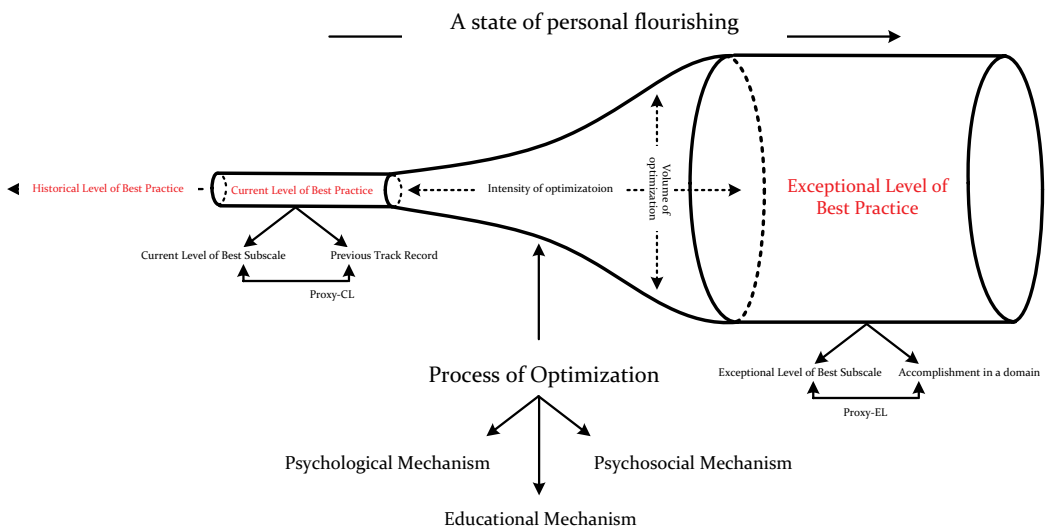 A state of personal flourishing
Historical Level of Best Practice
Current Level of Best Practice
Intensity of optimizatoion
Volume of
optimization
Exceptional Level of
Best Practice
Current Level of Best Subscale
Previous Track Record
Proxy-CL
Process of Optimization
Exceptional Level of Best Subscale
Accomplishment in a domain
Proxy-EL
Psychological Mechanism
Psychosocial Mechanism
Educational Mechanism